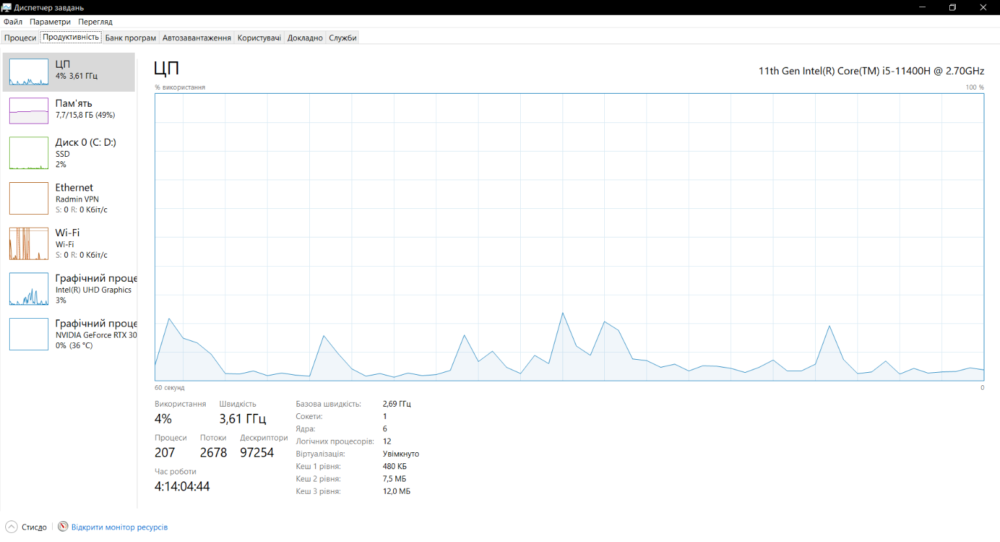 Диспетчер завдань
Файл Параметри Перегляд
Процеси Продуктивність Банк програм Автозавантаження Користувачі Докладно Служби
ЦП
4% 3,61 ГГц
Пам'ять
7,7/15,8 ГБ (49%)
Диск 0 (C: D:)
SSD
2%
Ethernet
Radmin VPN
S: 0 R: 0 Кбіт/с
Wi-Fi
Wi-Fi
S: 0 R: 0 Кбіт/с
Графічний проце
Intel(R) UHD Graphics
3%
Графічний проце
NVIDIA GeForce RTX 30
0% (36 °C)
ЦП
11th Gen Intel(R) Core(TM) i5-11400H @ 2.70GHz
% використання
100 %
60 секунд
0
Використання
4%
Швидкість
3,61 ГГц
Процеси
207
Потоки
2678
Дескриптори
97254
Час роботи
4:14:04:44
Базова швидкість: 2,69 ГГц
Сокети: 1
Ядра: 6
Логічних процесорів: 12
Віртуалізація: Увімкнуто
Кеш 1 рівня: 480 КБ
Кеш 2 рівня: 7,5 МБ
Кеш 3 рівня: 12,0 МБ
Стисло
Відкрити монітор ресурсів